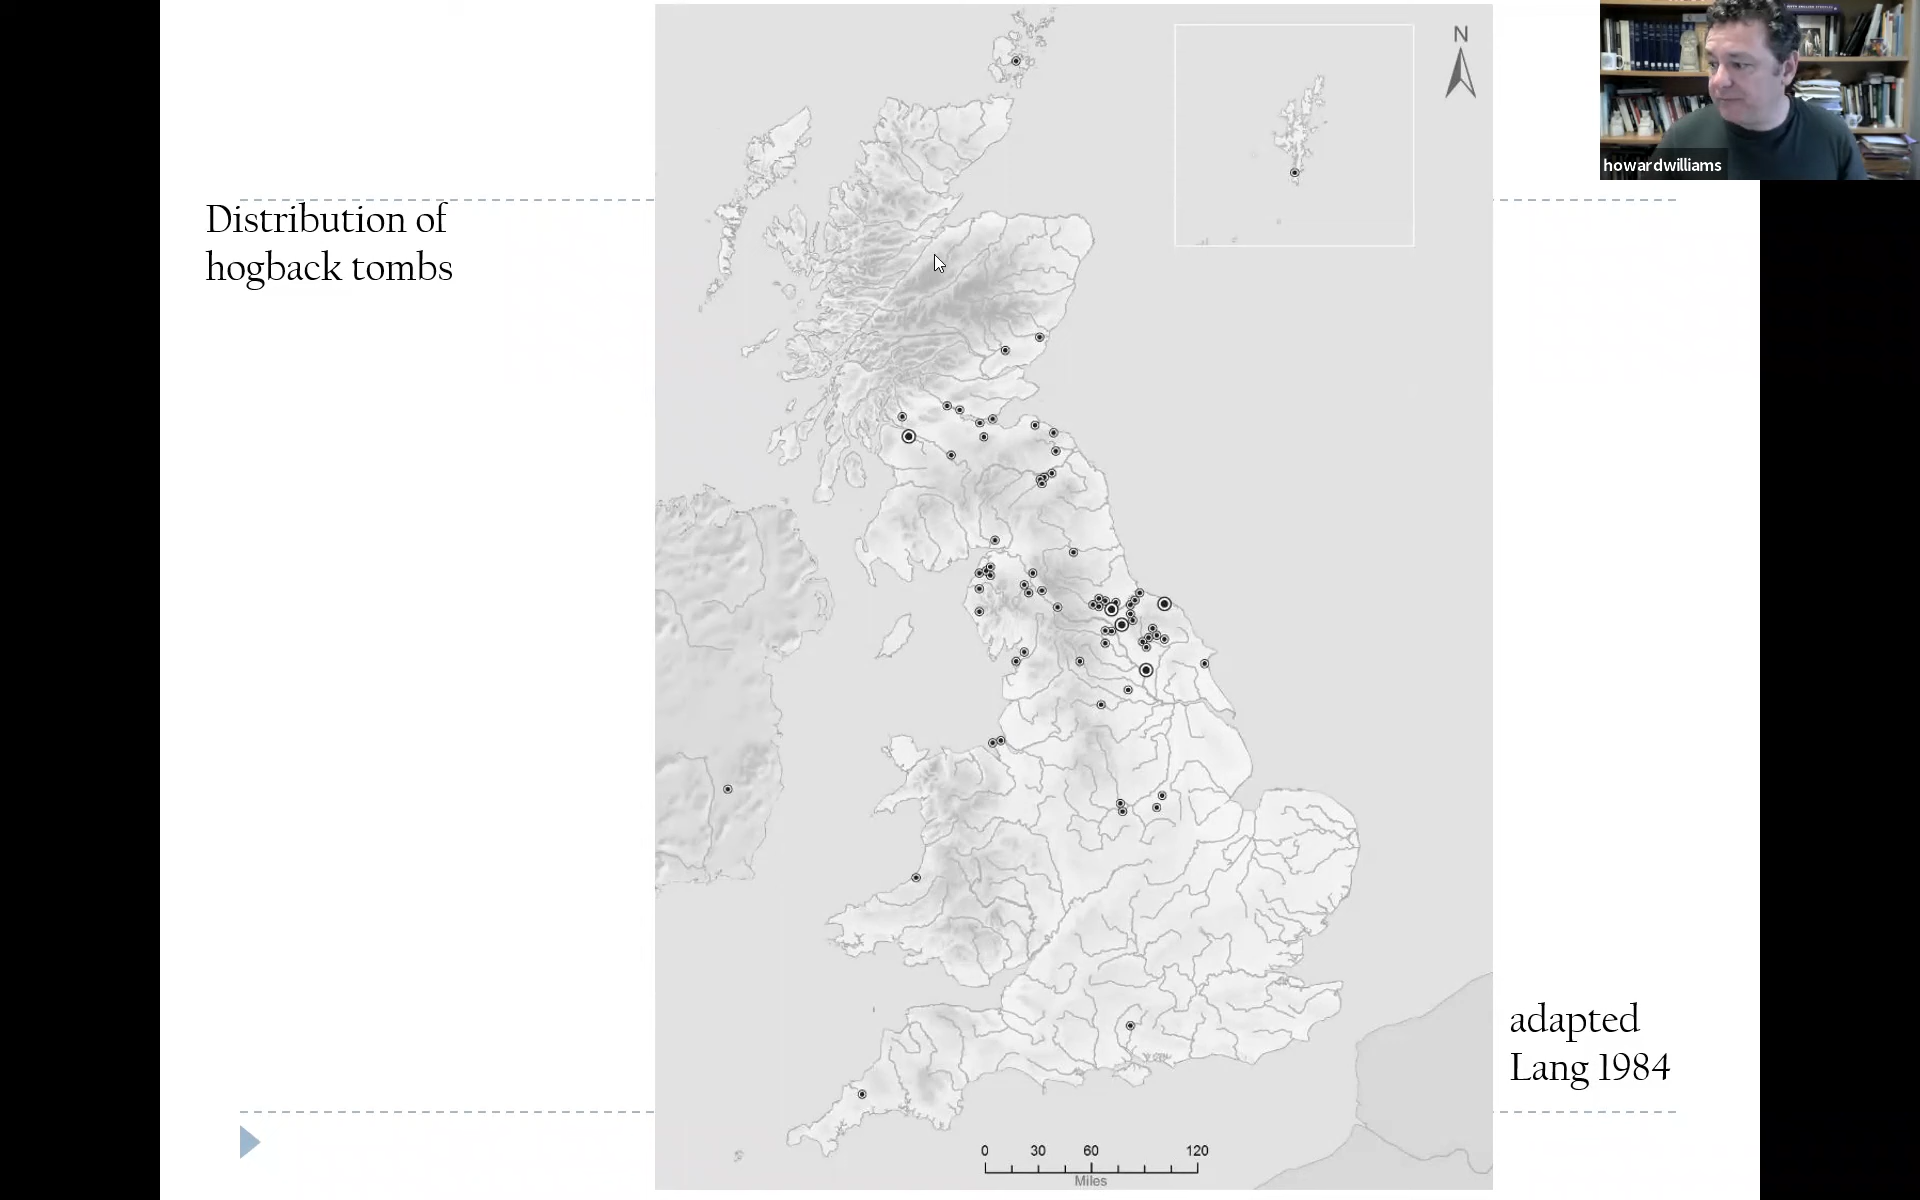 howardwilliams
N
Distribution of
hogback tombs
adapted
Lang 1984
0 30 60 120
Miles